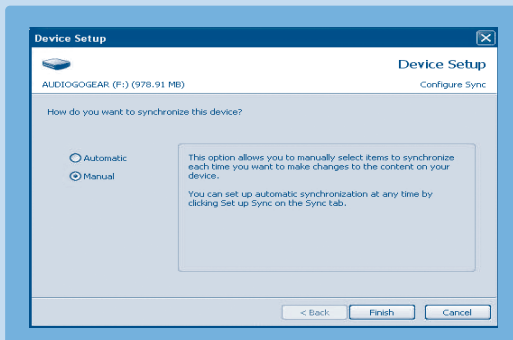 Device Setup
Device Setup
AUDIOGOGEAR (F:) (978.91 MB)
Configure Sync
How do you want to synchronize this device?
Automatic
Manual
This option allows you to manually select items to synchronize
each time you want to make changes to the content on your
device.
You can set up automatic synchronization at any time by
clicking Set up Sync on the Sync tab.
< Back
Finish
Cancel